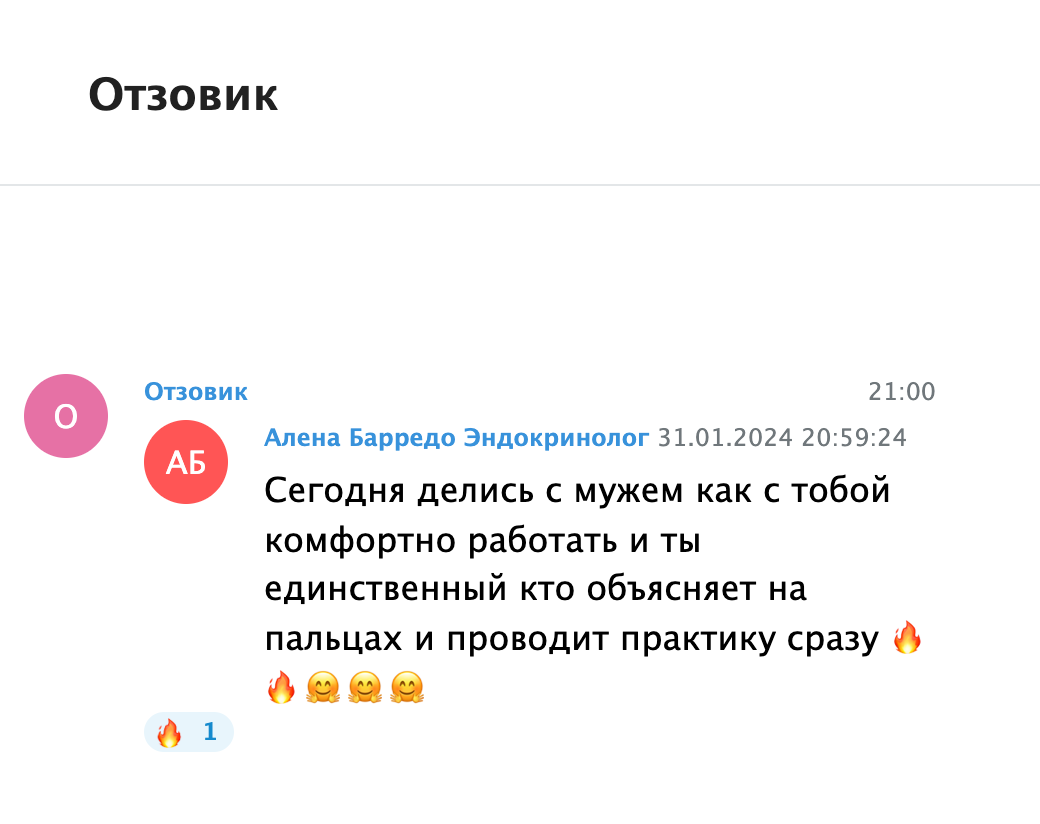 Отзовик
О
Отзовик 21:00
АБ
Алена Барредо Эндокринолог 31.01.2024 20:59:24
Сегодня делись с мужем как с тобой
комфортно работать и ты
единственный кто объясняет на
пальцах и проводит практику сразу 🔥
🔥🤗🤗🤗
🔥 1